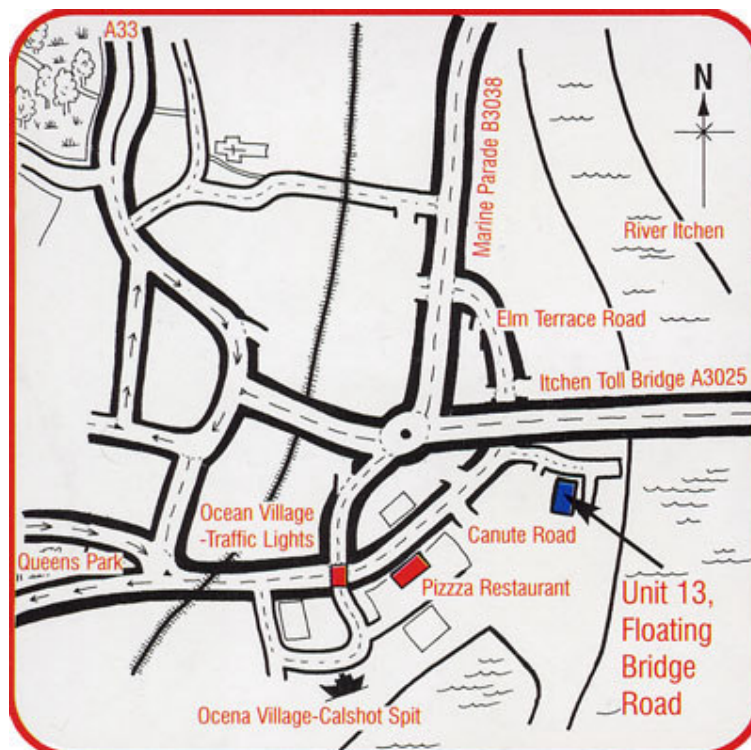 A33
N
Marine Parade B3038
River Itchen
Elm Terrace Road
Itchen Toll Bridge A3025
Ocean Village
-Traffic Lights
Canute Road
Queens Park
Pizzza Restaurant
Unit 13,
Floating
Bridge
Road
Ocena Village-Calshot Spit